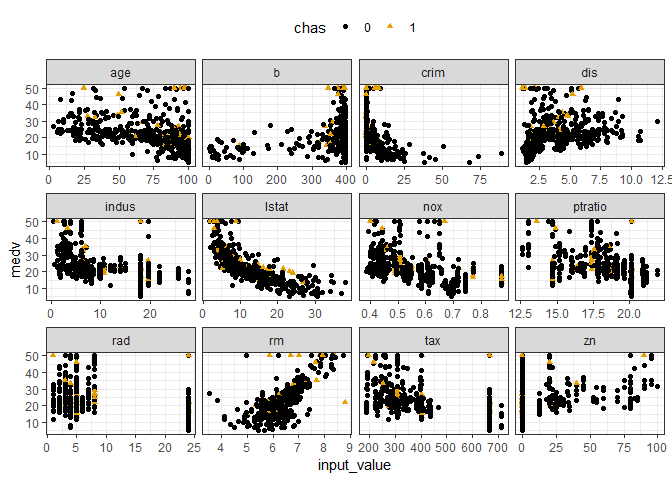 chas 0 1
age b crim dis
50
40
30
20
10
0 25 50 75 100 0 100 200 300 400 0 25 50 75 2.5 5.0 7.5 10.0 12.5
indus lstat nox ptratio
50
40
30
20
10
0 10 20 10 20 30 0.4 0.5 0.6 0.7 0.8 12.5 15.0 17.5 20.0
rad rm tax zn
50
40
30
20
10
0 5 10 15 20 25 4 5 6 7 8 9 200 300 400 500 600 700 0 25 50 75 100
medv
input_value